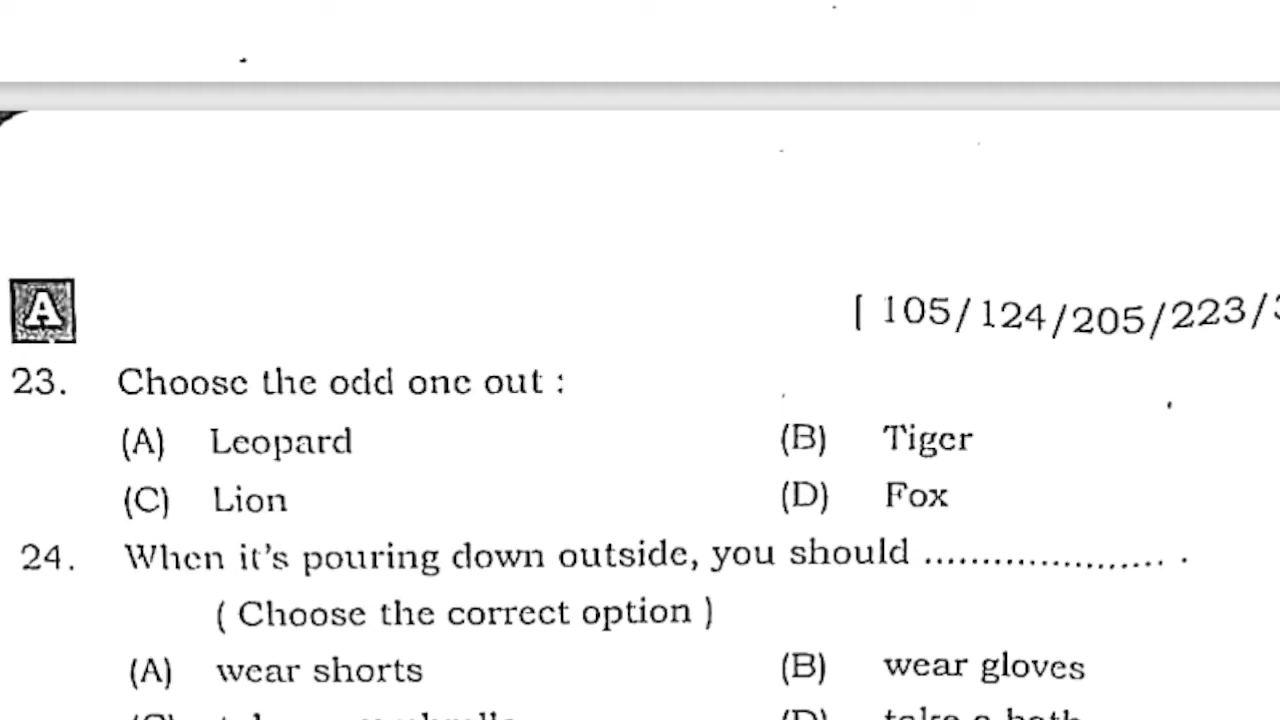 A
[ 105/124/205/223/
23. Choose the odd one out :
(A) Leopard (B) Tiger
(C) Lion (D) Fox
24. When it's pouring down outside, you should ..................... .
( Choose the correct option )
(A) wear shorts (B) wear gloves